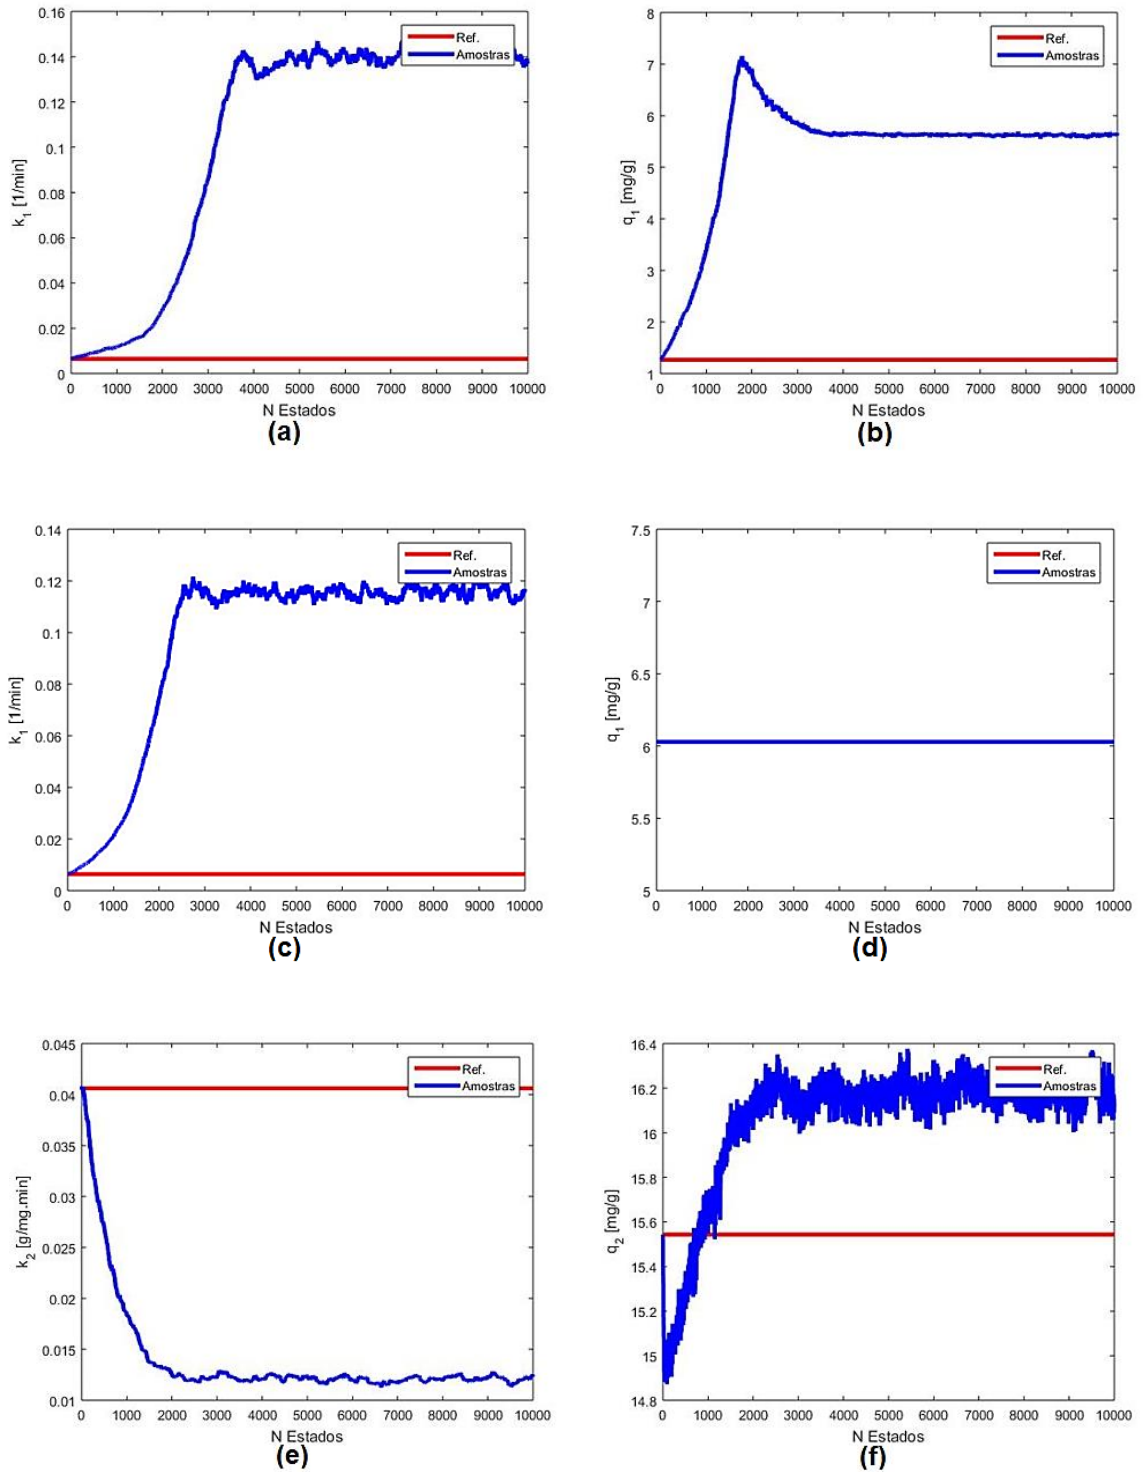 0.16
0.14
0.12
0.1
0.08
0.06
0.04
0.02
0
k1 [1/min]
Ref.
Amostras
0 1000 2000 3000 4000 5000 6000 7000 8000 9000 10000
N Estados
(a)
8
7
6
5
4
3
2
1
q1 [mg/g]
Ref.
Amostras
0 1000 2000 3000 4000 5000 6000 7000 8000 9000 10000
N Estados
(b)
0.14
0.12
0.1
0.08
0.06
0.04
0.02
0
k1 [1/min]
Ref.
Amostras
0 1000 2000 3000 4000 5000 6000 7000 8000 9000 10000
N Estados
(c)
7.5
7
6.5
6
5.5
5
q1 [mg/g]
Ref.
Amostras
0 1000 2000 3000 4000 5000 6000 7000 8000 9000 10000
N Estados
(d)
0.045
0.04
0.035
0.03
0.025
0.02
0.015
0.01
k2 [g/mg.min]
Ref.
Amostras
0 1000 2000 3000 4000 5000 6000 7000 8000 9000 10000
N Estados
(e)
16.4
16.2
16
15.8
15.6
15.4
15.2
15
14.8
q2 [mg/g]
Ref.
Amostras
0 1000 2000 3000 4000 5000 6000 7000 8000 9000 10000
N Estados
(f)